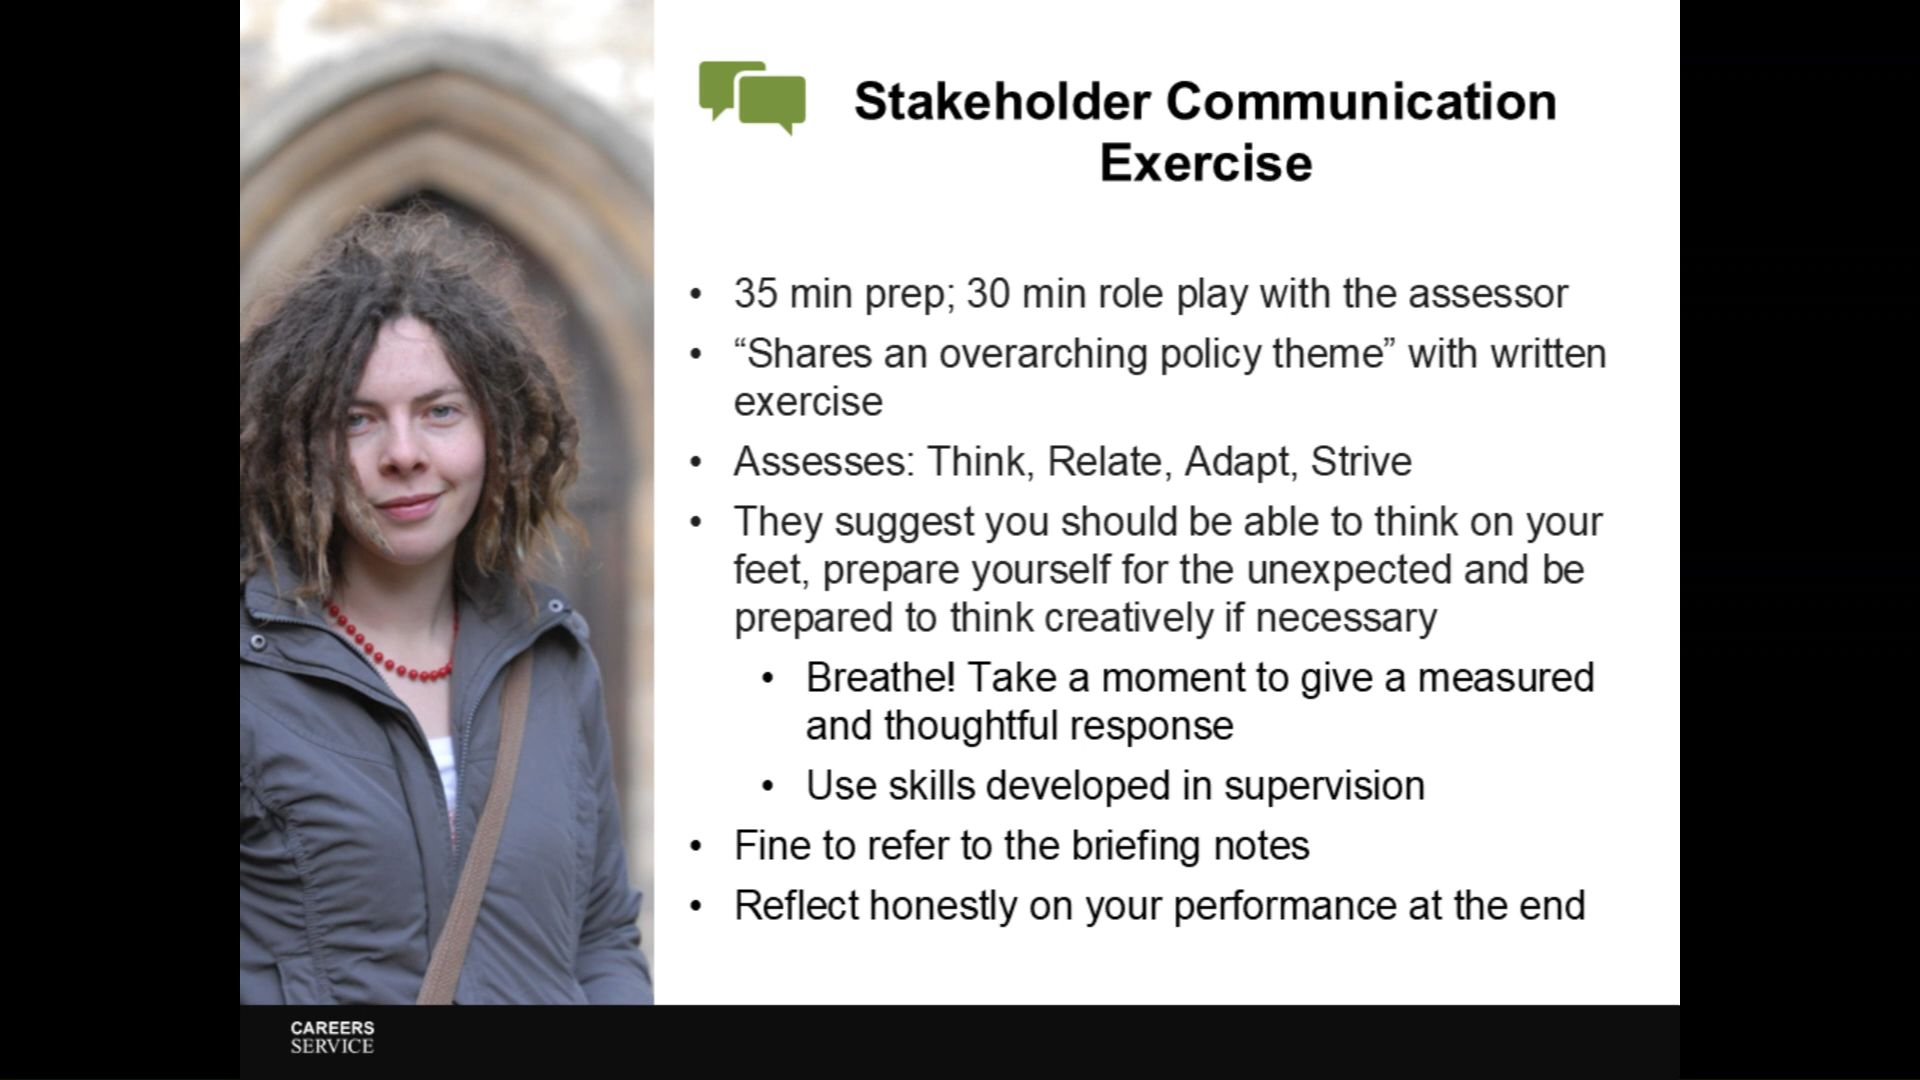 Stakeholder Communication
Exercise
• 35 min prep; 30 min role play with the assessor
• “Shares an overarching policy theme” with written
exercise
• Assesses: Think, Relate, Adapt, Strive
• They suggest you should be able to think on your
feet, prepare yourself for the unexpected and be
prepared to think creatively if necessary
• Breathe! Take a moment to give a measured
and thoughtful response
• Use skills developed in supervision
• Fine to refer to the briefing notes
• Reflect honestly on your performance at the end
CAREERS
SERVICE